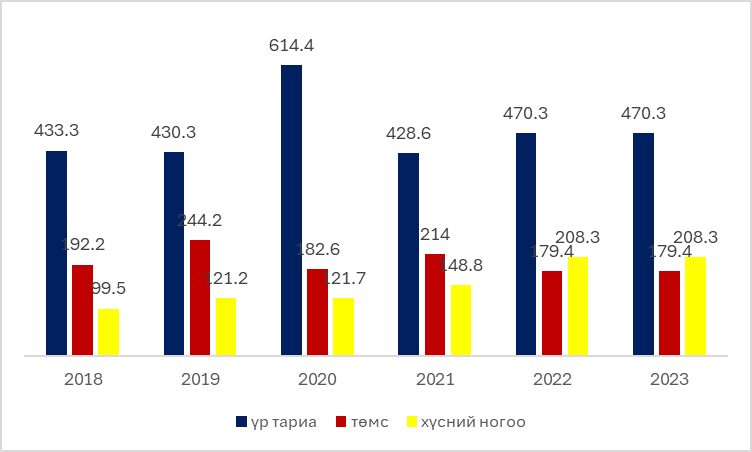 614.4
433.3 430.3 428.6 470.3 470.3
192.2 244.2 182.6 214 179.4 208.3 179.4 208.3
99.5 121.2 121.7 148.8
2018 2019 2020 2021 2022 2023
үр тариа төмс хүсний ногоо